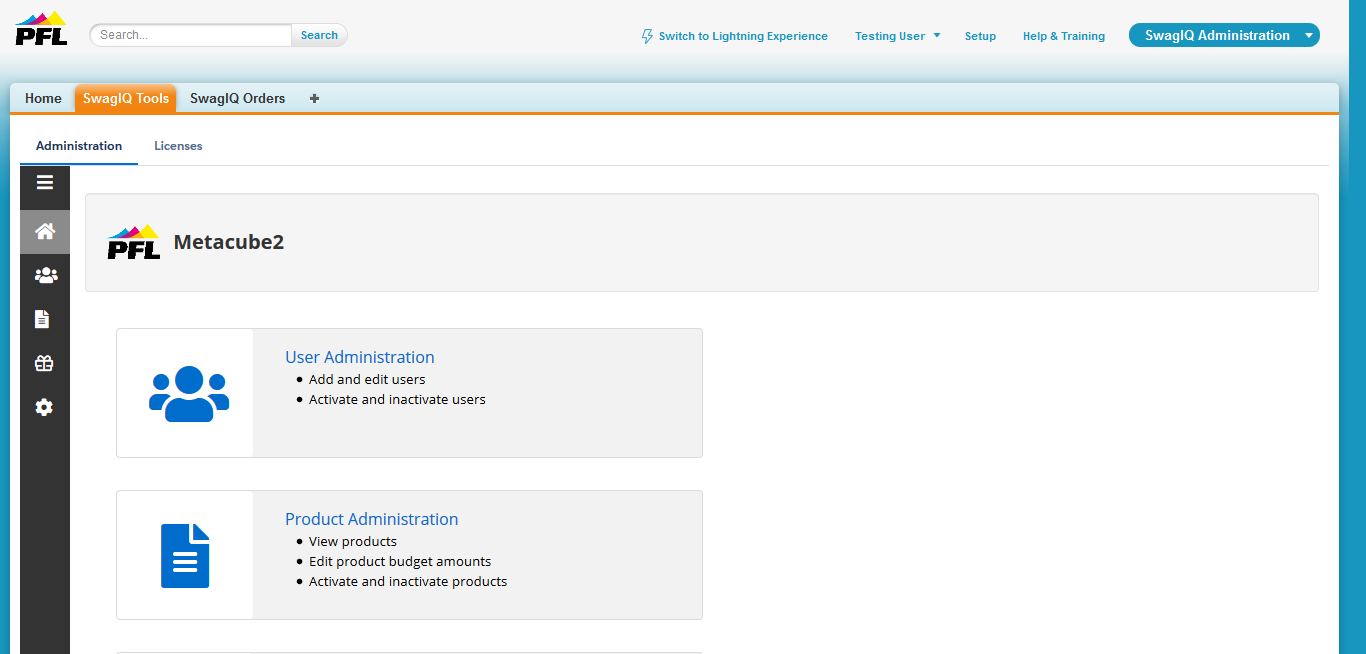 PFL
Search...
Search
Switch to Lightning Experience
Testing User
Setup
Help & Training
SwagIQ Administration
Home
SwagIQ Tools
SwagIQ Orders
Administration
Licenses
PFL
Metacube2
User Administration
Add and edit users
Activate and inactivate users
Product Administration
View products
Edit product budget amounts
Activate and inactivate products